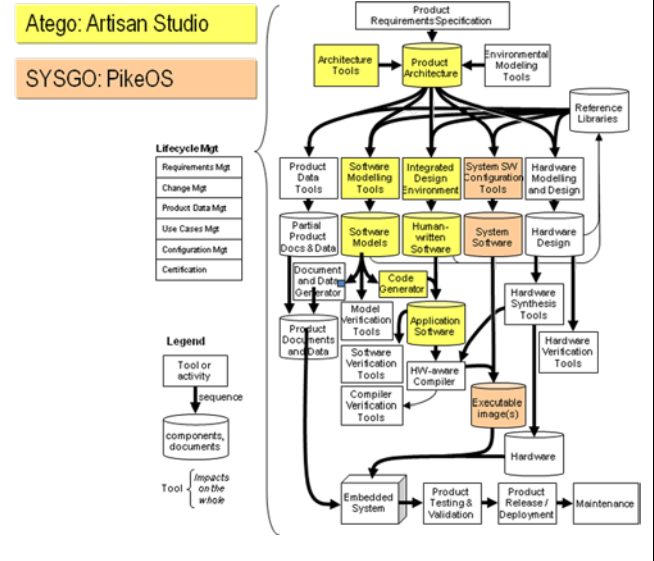 Atego: Artisan Studio
SYSGO: PikeOS
Product
Requirements Specification
Architecture
Tools
Product
Architecture
Environmental
Modeling
Tools
Reference
Libraries
Lifecycle Mgt
Requirements Mgt
Change Mgt
Product Data Mgt
Use Cases Mgt
Configuration Mgt
Certification
Product
Data
Tools
Software
Modelling
Tools
Integrated
Design
Environment
System SW
Configuration
Tools
Hardware
Modelling
and Design
Partial
Product
Docs & Data
Software
Models
Human-
written
Software
System
Software
Hardware
Design
Document
and Data
Generator
Code
Generator
Hardware
Synthesis
Tools
Model
Verification
Tools
Application
Software
Product
Documents
and Data
Hardware
Verification
Tools
Software
Verification
Tools
HW-aware
Compiler
Compiler
Verification
Tools
Executable
image(s)
Hardware
Legend
Tool or
activity
sequence
components,
documents
Tool
Impacts
on the
whole
Embedded
System
Product
Testing &
Validation
Product
Release /
Deployment
Maintenance